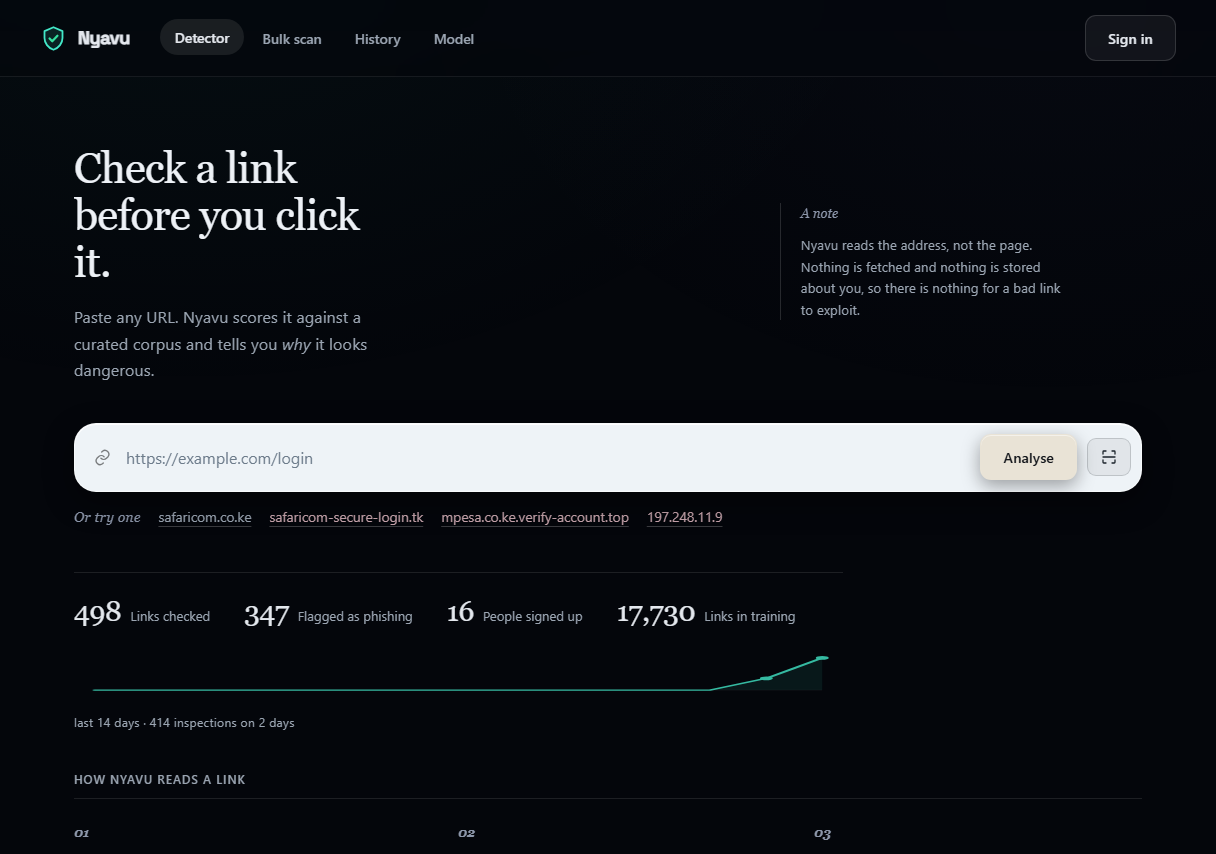 Nyavu
Detector
Bulk scan
History
Model
Sign in
Check a link
before you click
it.
Paste any URL. Nyavu scores it against a
curated corpus and tells you why it looks
dangerous.
A note
Nyavu reads the address, not the page.
Nothing is fetched and nothing is stored
about you, so there is nothing for a bad link
to exploit.
https://example.com/login
Analyse
Or try one safaricom.co.ke safaricom-secure-login.tk mpesa.co.ke.verify-account.top 197.248.11.9
498 Links checked 347 Flagged as phishing 16 People signed up 17,730 Links in training
last 14 days · 414 inspections on 2 days
HOW NYAVU READS A LINK
01 02 03